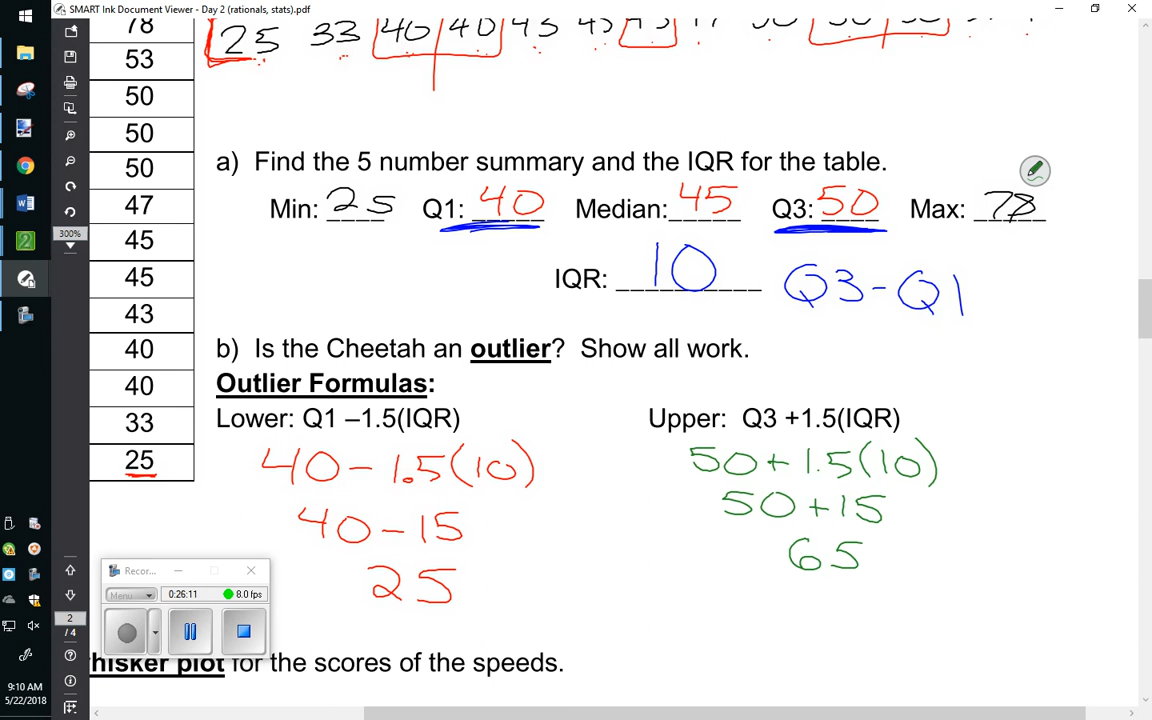 SMART Ink Document Viewer - Day 2 (rationals, stats).pdf
78
53
50
50
50
47
45
45
43
40
40
33
25
25 33 40 40 43
a) Find the 5 number summary and the IQR for the table.
Min: 25 Q1: 40 Median: 45 Q3: 50 Max: 78
IQR: 10 Q3 - Q1
b) Is the Cheetah an outlier? Show all work.
Outlier Formulas:
Lower: Q1 –1.5(IQR) Upper: Q3 +1.5(IQR)
40 - 1.5(10) 50 + 1.5(10)
40 - 15 50 + 15
25 65
hisker plot for the scores of the speeds.
300%
Recor...
Menu
0:26:11 8.0 fps
2
/ 4
9:10 AM
5/22/2018